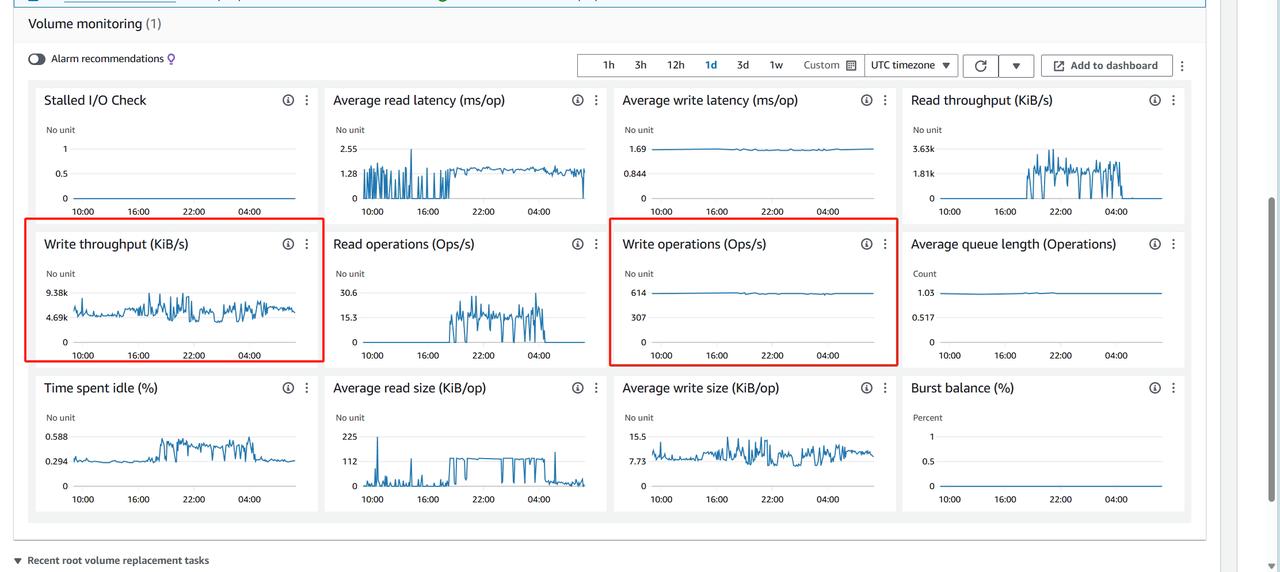 Volume monitoring (1)
Alarm recommendations
1h 3h 12h 1d 3d 1w Custom UTC timezone Add to dashboard
Stalled I/O Check
No unit
1
0.5
0
10:00 16:00 22:00 04:00
Average read latency (ms/op)
No unit
2.55
1.28
0
10:00 16:00 22:00 04:00
Average write latency (ms/op)
No unit
1.69
0.844
0
10:00 16:00 22:00 04:00
Read throughput (KiB/s)
No unit
3.63k
1.81k
0
10:00 16:00 22:00 04:00
Write throughput (KiB/s)
No unit
9.38k
4.69k
0
10:00 16:00 22:00 04:00
Read operations (Ops/s)
No unit
30.6
15.3
0
10:00 16:00 22:00 04:00
Write operations (Ops/s)
No unit
614
307
0
10:00 16:00 22:00 04:00
Average queue length (Operations)
Count
1.03
0.517
0
10:00 16:00 22:00 04:00
Time spent idle (%)
No unit
0.588
0.294
0
10:00 16:00 22:00 04:00
Average read size (KiB/op)
No unit
225
112
0
10:00 16:00 22:00 04:00
Average write size (KiB/op)
No unit
15.5
7.73
0
10:00 16:00 22:00 04:00
Burst balance (%)
Percent
1
0.5
0
10:00 16:00 22:00 04:00
Recent root volume replacement tasks